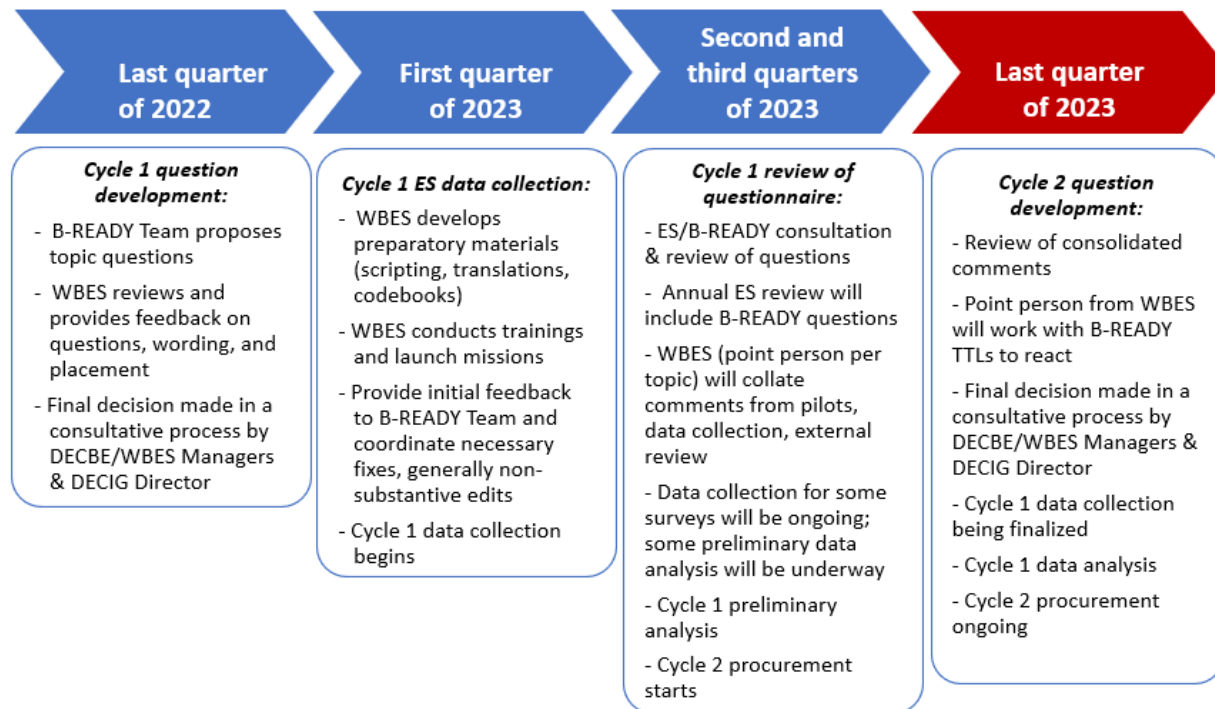 Last quarter
of 2022
First quarter
of 2023
Second and
third quarters
of 2023
Last quarter
of 2023
Cycle 1 question
development:
- B-READY Team proposes
topic questions
- WBES reviews and
provides feedback on
questions, wording, and
placement
- Final decision made in a
consultative process by
DECBE/WBES Managers
& DECIG Director
Cycle 1 ES data collection:
- WBES develops
preparatory materials
(scripting, translations,
codebooks)
- WBES conducts trainings
and launch missions
- Provide initial feedback
to B-READY Team and
coordinate necessary
fixes, generally non-
substantive edits
- Cycle 1 data collection
begins
Cycle 1 review of
questionnaire:
- ES/B-READY consultation
& review of questions
- Annual ES review will
include B-READY questions
- WBES (point person per
topic) will collate
comments from pilots,
data collection, external
review
- Data collection for some
surveys will be ongoing;
some preliminary data
analysis will be underway
- Cycle 1 preliminary
analysis
- Cycle 2 procurement
starts
Cycle 2 question
development:
- Review of consolidated
comments
- Point person from WBES
will work with B-READY
TTLs to react
- Final decision made in a
consultative process by
DECBE/WBES Managers &
DECIG Director
- Cycle 1 data collection
being finalized
- Cycle 1 data analysis
- Cycle 2 procurement
ongoing